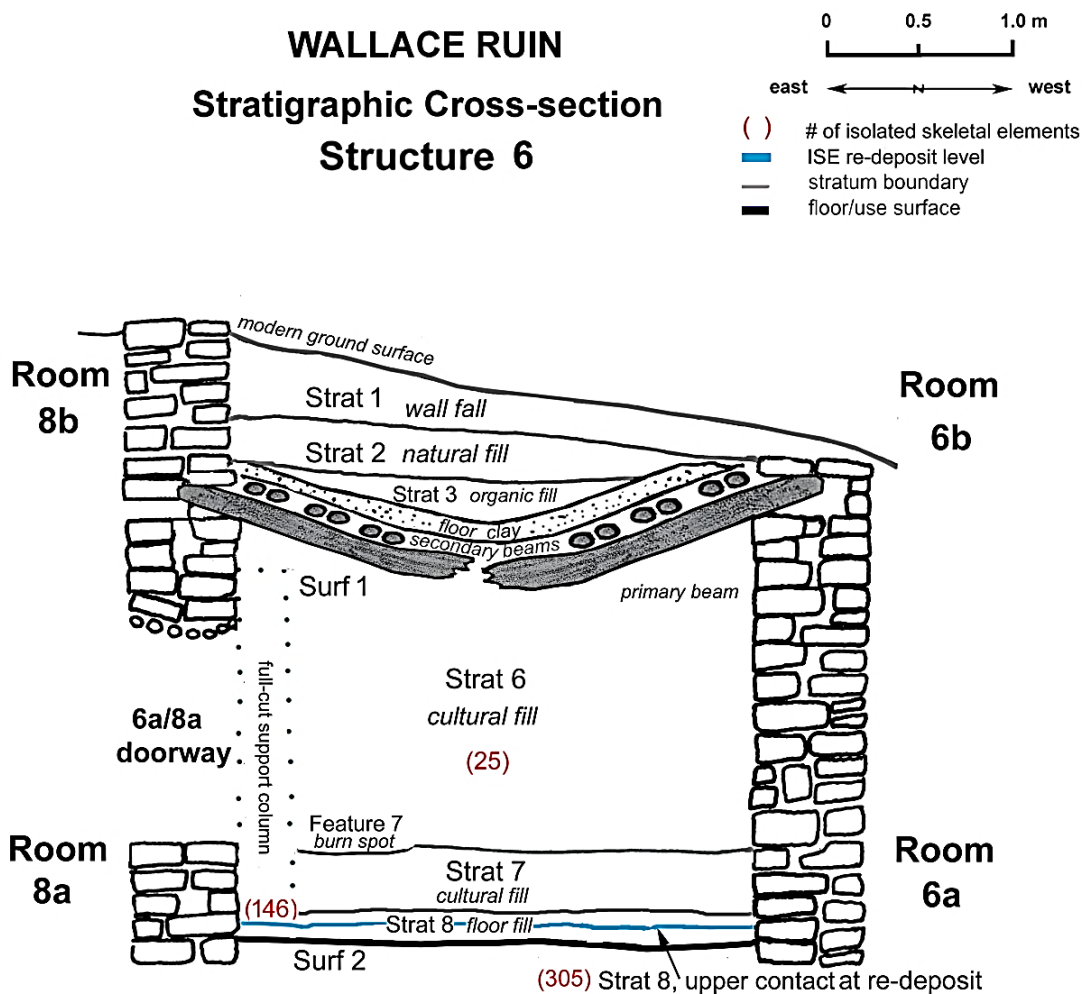 WALLACE RUIN
Stratigraphic Cross-section
Structure 6
0 0.5 1.0 m
east N west
( ) # of isolated skeletal elements
ISE re-deposit level
stratum boundary
floor/use surface
modern ground surface
Room
8b
Strat 1 wall fall
Room
6b
Strat 2 natural fill
Strat 3 organic fill
floor clay
secondary beams
Surf 1
primary beam
full-cut support column
Strat 6
cultural fill
(25)
6a/8a
doorway
Feature 7
burn spot
Room
8a
Strat 7
cultural fill
Room
6a
(146)
Strat 8 floor fill
Surf 2
(305) Strat 8, upper contact at re-deposit